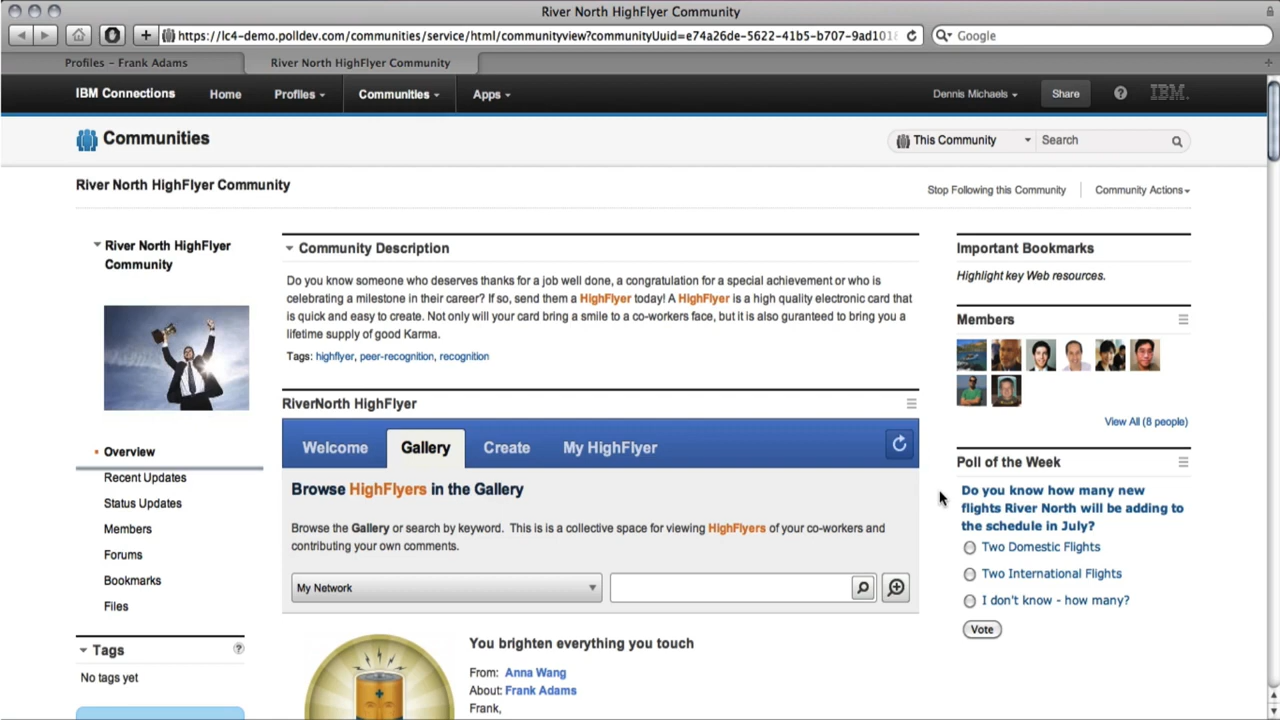 River North HighFlyer Community
https://lc4-demo.polldev.com/communities/service/html/communityview?communityUuid=e74a26de-5622-41b5-b707-9ad1018
Google
Profiles – Frank Adams
River North HighFlyer Community
IBM Connections
Home
Profiles
Communities
Apps
Dennis Michaels
Share
?
IBM.
Communities
This Community
Search
River North HighFlyer Community
Stop Following this Community
Community Actions
River North HighFlyer
Community
Overview
Recent Updates
Status Updates
Members
Forums
Bookmarks
Files
Tags
?
No tags yet
Community Description
Do you know someone who deserves thanks for a job well done, a congratulation for a special achievement or who is
celebrating a milestone in their career? If so, send them a HighFlyer today! A HighFlyer is a high quality electronic card that
is quick and easy to create. Not only will your card bring a smile to a co-workers face, but it is also guranteed to bring you a
lifetime supply of good Karma.
Tags: highflyer, peer-recognition, recognition
RiverNorth HighFlyer
Welcome
Gallery
Create
My HighFlyer
Browse HighFlyers in the Gallery
Browse the Gallery or search by keyword. This is is a collective space for viewing HighFlyers of your co-workers and
contributing your own comments.
My Network
You brighten everything you touch
From: Anna Wang
About: Frank Adams
Frank,
Important Bookmarks
Highlight key Web resources.
Members
View All (8 people)
Poll of the Week
Do you know how many new
flights River North will be adding to
the schedule in July?
Two Domestic Flights
Two International Flights
I don't know - how many?
Vote